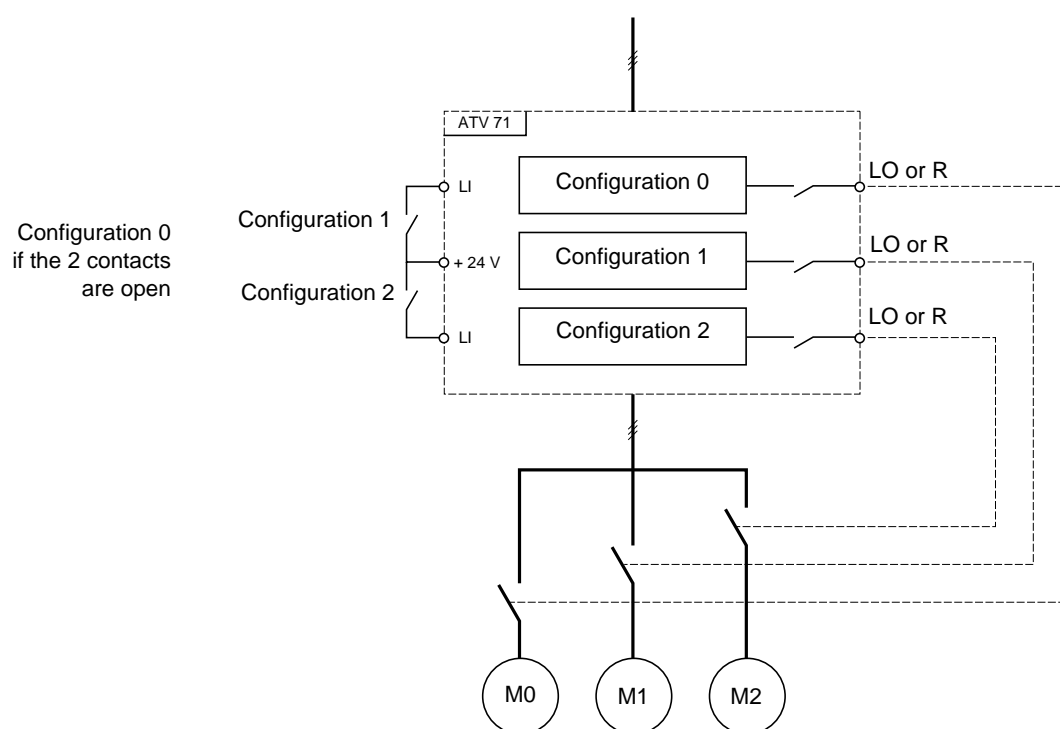 ATV 71
Configuration 0
if the 2 contacts
are open
Configuration 1
Configuration 2
LI
+ 24 V
LI
Configuration 0
Configuration 1
Configuration 2
LO or R
LO or R
LO or R
M0
M1
M2